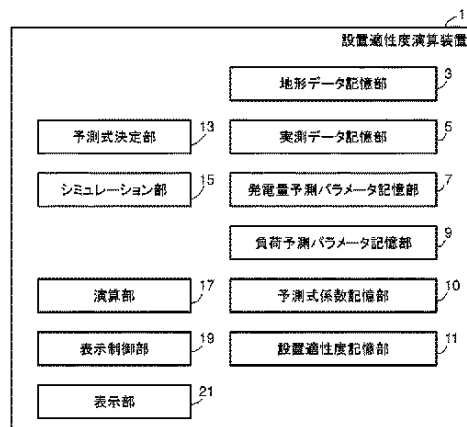 1
設置適性度演算装置
地形データ記憶部
3
予測式決定部
13
実測データ記憶部
5
シミュレーション部
15
発電量予測パラメータ記憶部
7
負荷予測パラメータ記憶部
9
演算部
17
予測式係数記憶部
10
表示制御部
19
設置適性度記憶部
11
表示部
21